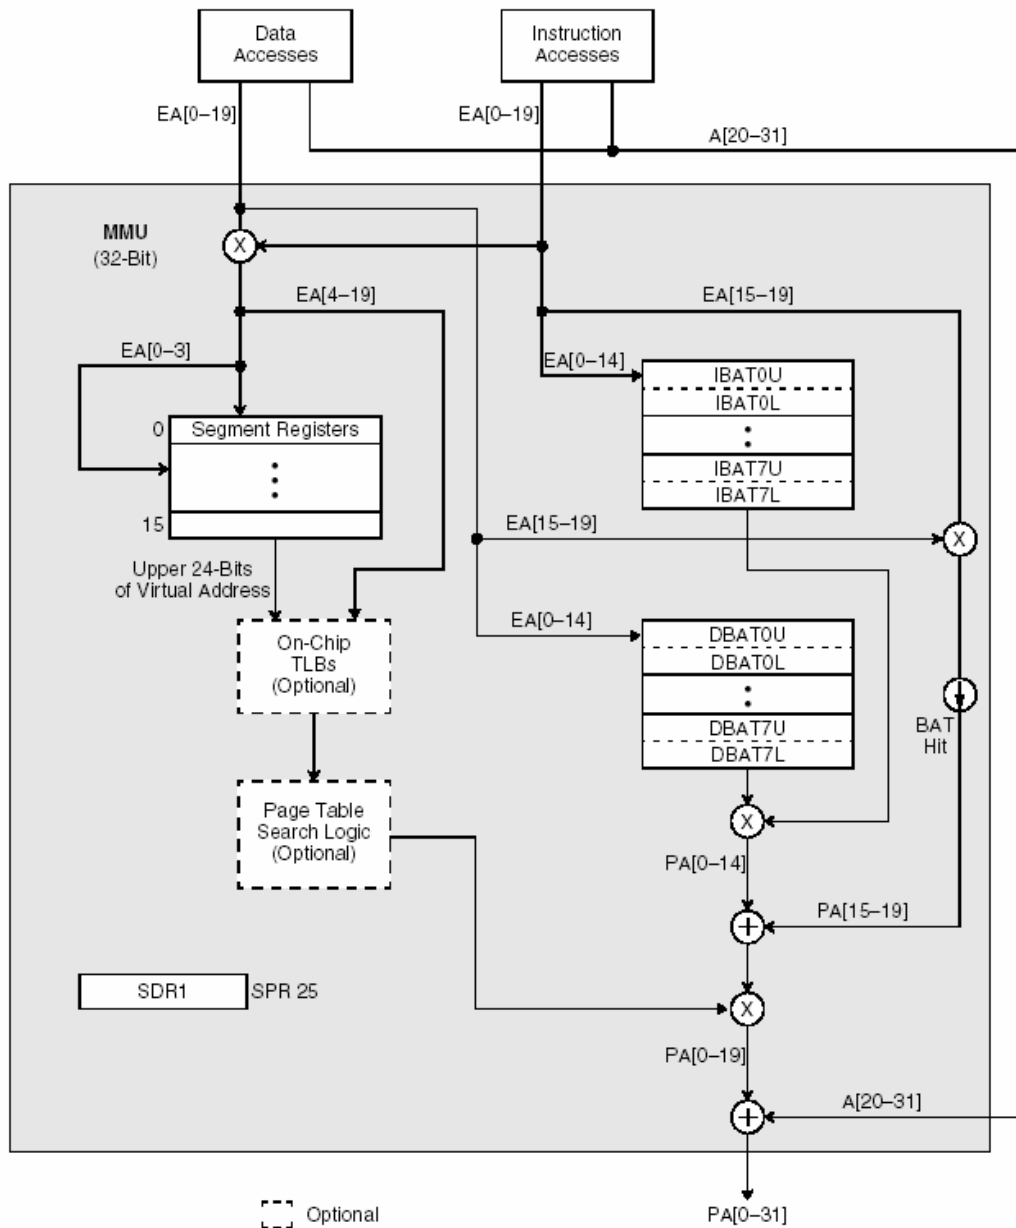 Data
Accesses
Instruction
Accesses
EA[0–19]
EA[0–19]
A[20–31]
MMU
(32-Bit)
X
EA[4–19]
EA[15–19]
EA[0–3]
EA[0–14]
IBAT0U
IBAT0L
0
Segment Registers
IBAT7U
IBAT7L
15
EA[15–19]
X
Upper 24-Bits
of Virtual Address
EA[0–14]
DBAT0U
DBAT0L
On-Chip
TLBs
(Optional)
DBAT7U
DBAT7L
BAT
Hit
Page Table
Search Logic
(Optional)
X
PA[0–14]
PA[15–19]
+
SDR1
SPR 25
X
PA[0–19]
A[20–31]
+
Optional
PA[0–31]